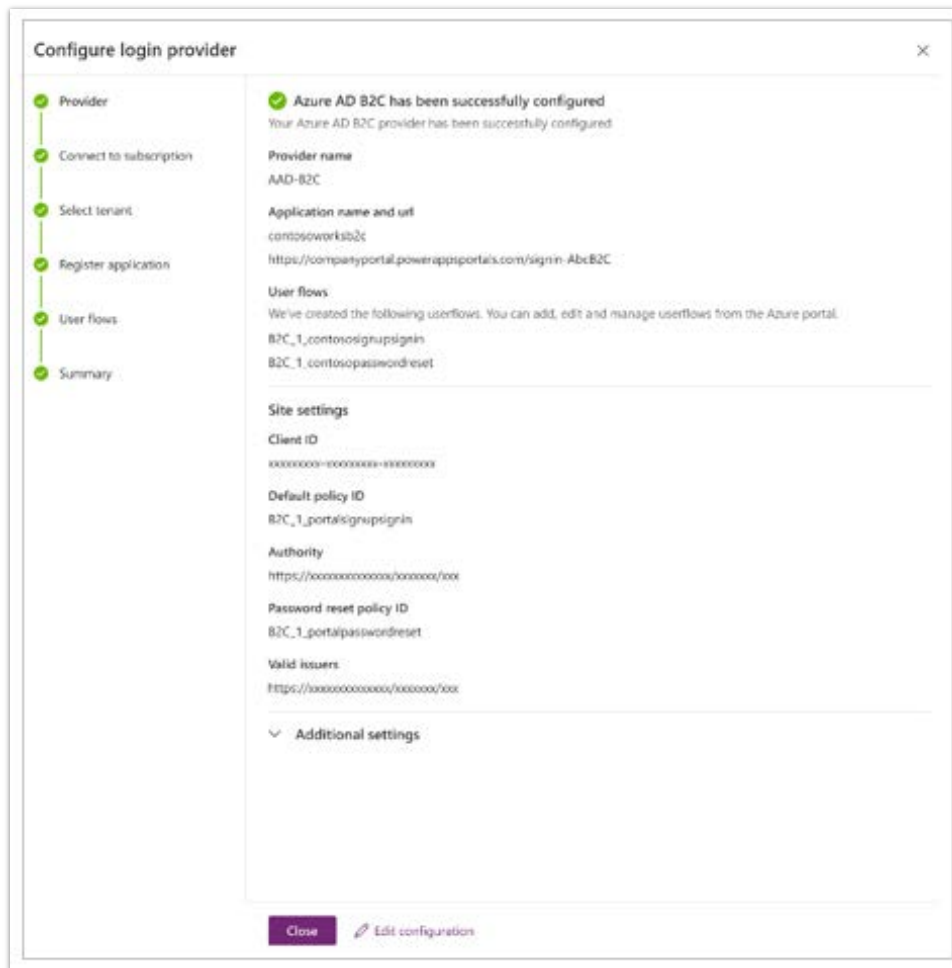 Configure login provider
Provider
Connect to subscription
Select tenant
Register application
User flows
Summary
Azure AD B2C has been successfully configured
Your Azure AD B2C provider has been successfully configured
Provider name
AAD-B2C
Application name and url
contosoworksb2c
https://companyportal.powerappsportals.com/signin-AbcB2C
User flows
We've created the following userflows. You can add, edit and manage userflows from the Azure portal.
B2C_1_contososignupsignin
B2C_1_contosopasswordreset
Site settings
Client ID
Default policy ID
B2C_1_portalsignupsignin
Authority
Password reset policy ID
B2C_1_portalpasswordreset
Valid issuers
Additional settings
Close
Edit configuration